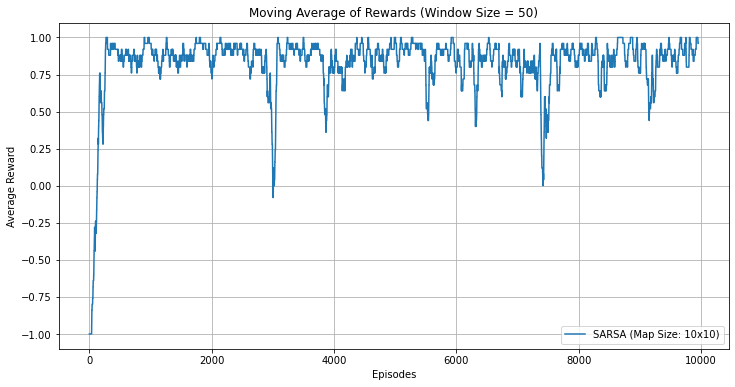 Moving Average of Rewards (Window Size = 50)
1.00
0.75
0.50
0.25
0.00
−0.25
−0.50
−0.75
−1.00
Average Reward
SARSA (Map Size: 10x10)
0 2000 4000 6000 8000 10000
Episodes